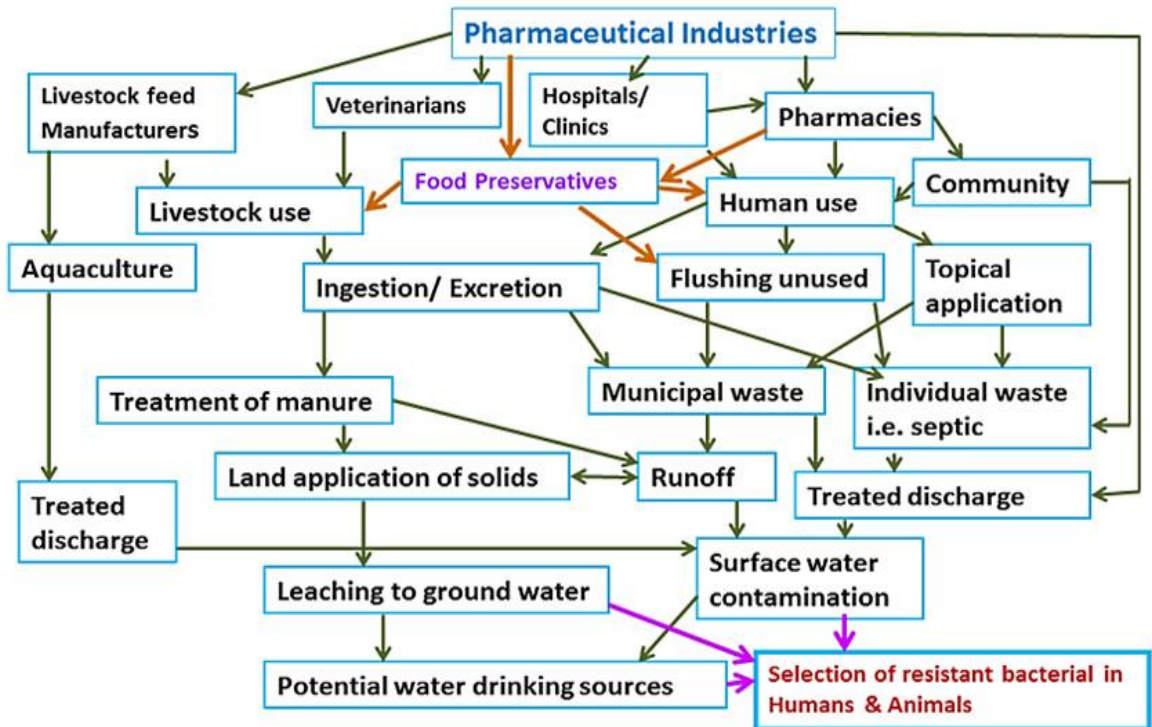 Pharmaceutical Industries
Livestock feed
Manufacturers
Veterinarians
Hospitals/
Clinics
Pharmacies
Food Preservatives
Community
Livestock use
Human use
Aquaculture
Ingestion/ Excretion
Flushing unused
Topical
application
Treatment of manure
Municipal waste
Individual waste
i.e. septic
Land application of solids
Runoff
Treated discharge
Treated
discharge
Surface water
contamination
Leaching to ground water
Potential water drinking sources
Selection of resistant bacterial in
Humans & Animals